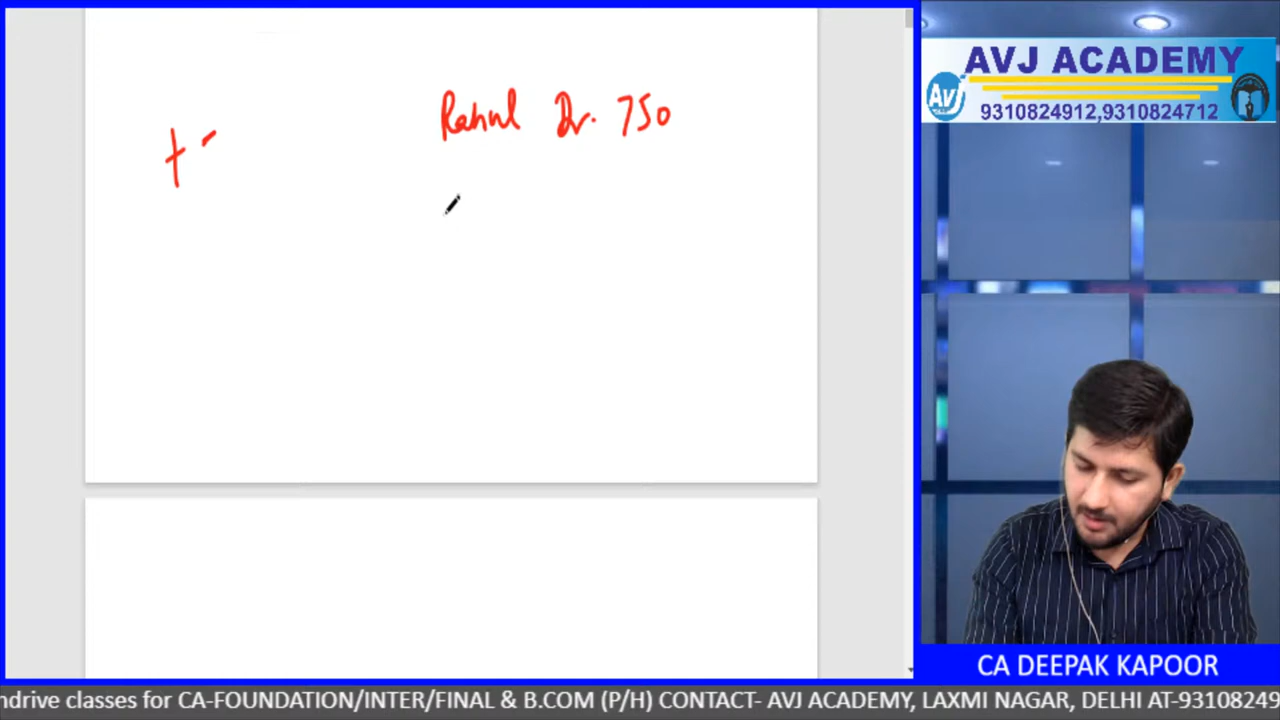 Rahul Dr. 750
+ -
AVJ ACADEMY
AV
9310824912,9310824712
CA DEEPAK KAPOOR
ndrive classes for CA-FOUNDATION/INTER/FINAL & B.COM (P/H) CONTACT- AVJ ACADEMY, LAXMI NAGAR, DELHI AT-93108249